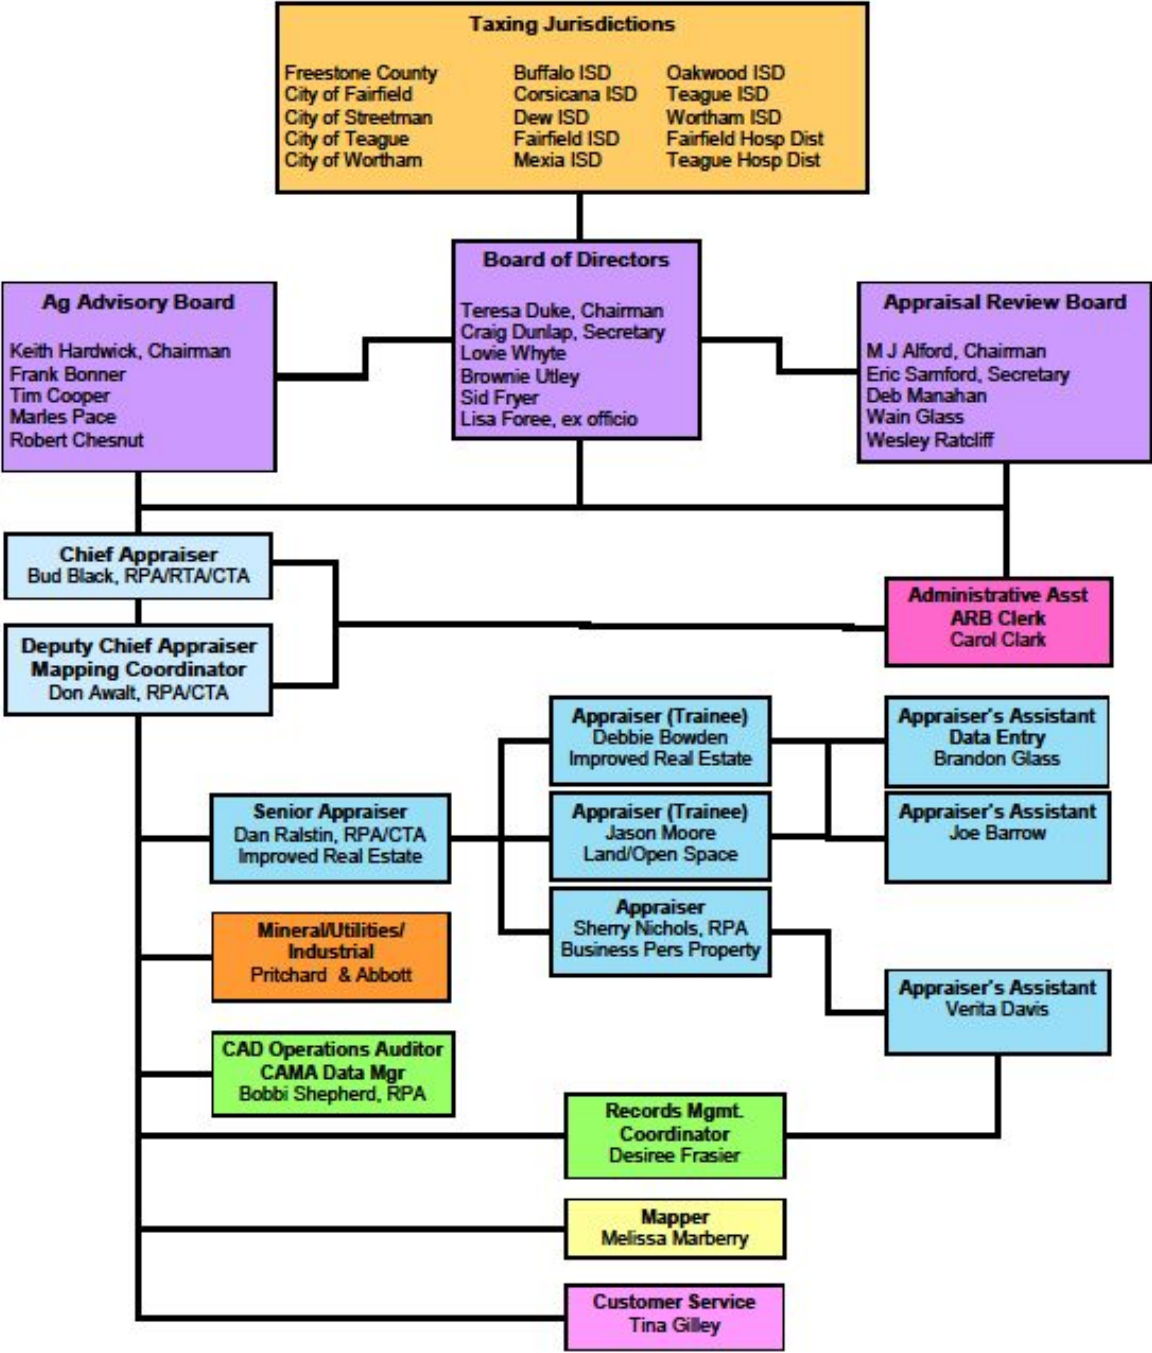 Taxing Jurisdictions
Freestone County
City of Fairfield
City of Streetman
City of Teague
City of Wortham
Buffalo ISD
Corsicana ISD
Dew ISD
Fairfield ISD
Mexia ISD
Oakwood ISD
Teague ISD
Wortham ISD
Fairfield Hosp Dist
Teague Hosp Dist
Ag Advisory Board
Keith Hardwick, Chairman
Frank Bonner
Tim Cooper
Marles Pace
Robert Chesnut
Board of Directors
Teresa Duke, Chairman
Craig Dunlap, Secretary
Lovie Whyte
Brownie Utley
Sid Fryer
Lisa Foree, ex officio
Appraisal Review Board
M J Alford, Chairman
Eric Samford, Secretary
Deb Manahan
Wain Glass
Wesley Ratcliff
Chief Appraiser
Bud Black, RPA/RTA/CTA
Deputy Chief Appraiser
Mapping Coordinator
Don Awalt, RPA/CTA
Administrative Asst
ARB Clerk
Carol Clark
Senior Appraiser
Dan Ralstin, RPA/CTA
Improved Real Estate
Appraiser (Trainee)
Debbie Bowden
Improved Real Estate
Appraiser's Assistant
Data Entry
Brandon Glass
Appraiser (Trainee)
Jason Moore
Land/Open Space
Appraiser's Assistant
Joe Barrow
Appraiser
Sherry Nichols, RPA
Business Pers Property
Mineral/Utilities/
Industrial
Pritchard & Abbott
Appraiser's Assistant
Verita Davis
CAD Operations Auditor
CAMA Data Mgr
Bobbi Shepherd, RPA
Records Mgmt.
Coordinator
Desiree Frasier
Mapper
Melissa Marberry
Customer Service
Tina Gilley